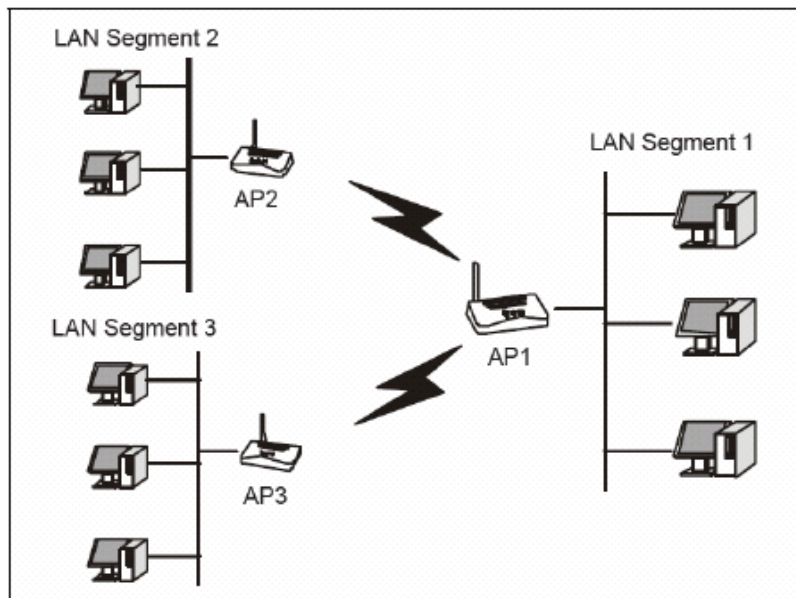 LAN Segment 2
AP2
LAN Segment 1
AP1
LAN Segment 3
AP3